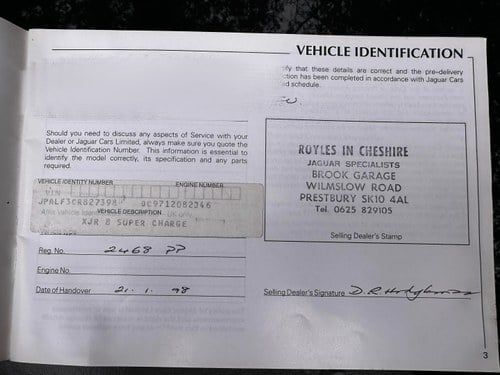 VEHICLE IDENTIFICATION
ify that these details are correct and the pre-delivery
ction has been completed in accordance with Jaguar Cars
ed schedule.
Should you need to discuss any aspects of Service with your
Dealer or Jaguar Cars Limited, always make sure you quote the
Vehicle Identification Number. This information is essential to
identify the model correctly, its specification and any parts
required.
ROYLES IN CHESHIRE
JAGUAR SPECIALISTS
BROOK GARAGE
WILMSLOW ROAD
PRESTBURY SK10 4AL
Tel. 0625 829105
Selling Dealer's Stamp
VEHICLE IDENTITY NUMBER ENGINE NUMBER
JPALF3CR827398 9C9712082346
VEHICLE DESCRIPTION
XJR 8 SUPER CHARGE
Reg. No. 2468 PP
Engine No.
Date of Handover 21.1.98
Selling Dealer's Signature
3